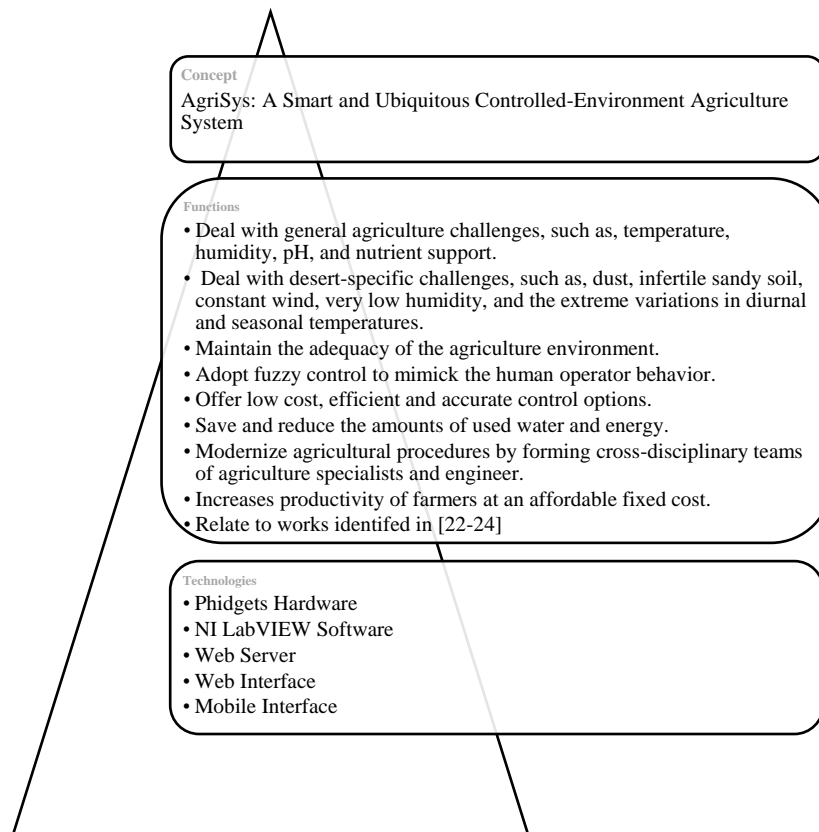 Concept
AgriSys: A Smart and Ubiquitous Controlled-Environment Agriculture
System
Functions
• Deal with general agriculture challenges, such as, temperature,
humidity, pH, and nutrient support.
• Deal with desert-specific challenges, such as, dust, infertile sandy soil,
constant wind, very low humidity, and the extreme variations in diurnal
and seasonal temperatures.
• Maintain the adequacy of the agriculture environment.
• Adopt fuzzy control to mimick the human operator behavior.
• Offer low cost, efficient and accurate control options.
• Save and reduce the amounts of used water and energy.
• Modernize agricultural procedures by forming cross-disciplinary teams
of agriculture specialists and engineer.
• Increases productivity of farmers at an affordable fixed cost.
• Relate to works identifed in [22-24]
Technologies
• Phidgets Hardware
• NI LabVIEW Software
• Web Server
• Web Interface
• Mobile Interface